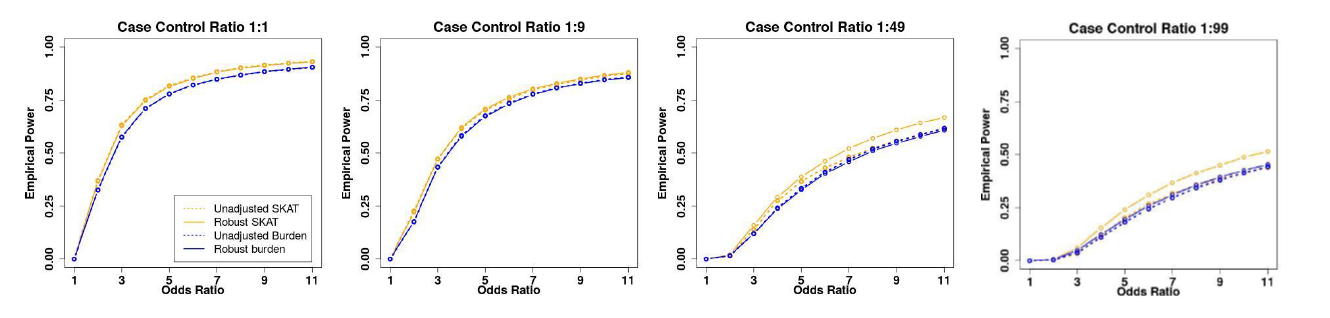 Case Control Ratio 1:1
Empirical Power
0.00 0.25 0.50 0.75 1.00
Unadjusted SKAT
Robust SKAT
Unadjusted Burden
Robust burden
1 3 5 7 9 11
Odds Ratio
Case Control Ratio 1:9
Empirical Power
0.00 0.25 0.50 0.75 1.00
1 3 5 7 9 11
Odds Ratio
Case Control Ratio 1:49
Empirical Power
0.00 0.25 0.50 0.75 1.00
1 3 5 7 9 11
Odds Ratio
Case Control Ratio 1:99
Empirical Power
0.00 0.25 0.50 0.75 1.00
1 3 5 7 9 11
Odds Ratio